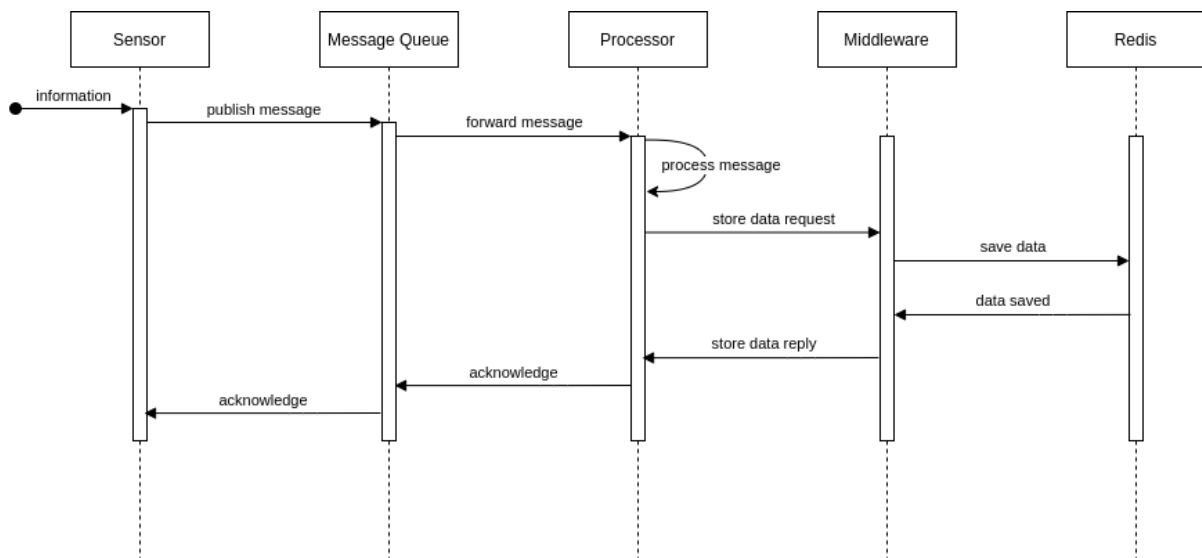 Sensor
Message Queue
Processor
Middleware
Redis
information
publish message
forward message
process message
store data request
save data
data saved
store data reply
acknowledge
acknowledge